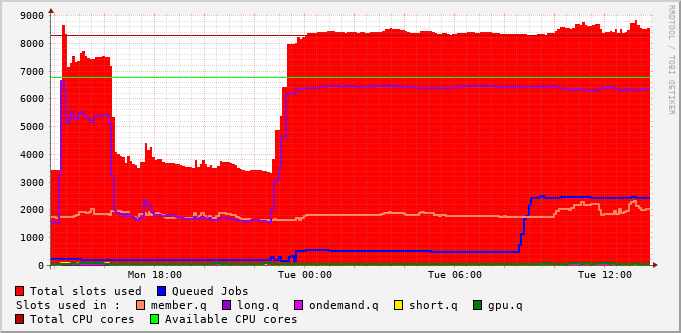 9000
8000
7000
6000
5000
4000
3000
2000
1000
0
Mon 18:00 Tue 00:00 Tue 06:00 Tue 12:00
RRDTOOL / TOBI OETIKER
Total slots used Queued Jobs
Slots used in : member.q long.q ondemand.q short.q gpu.q
Total CPU cores Available CPU cores